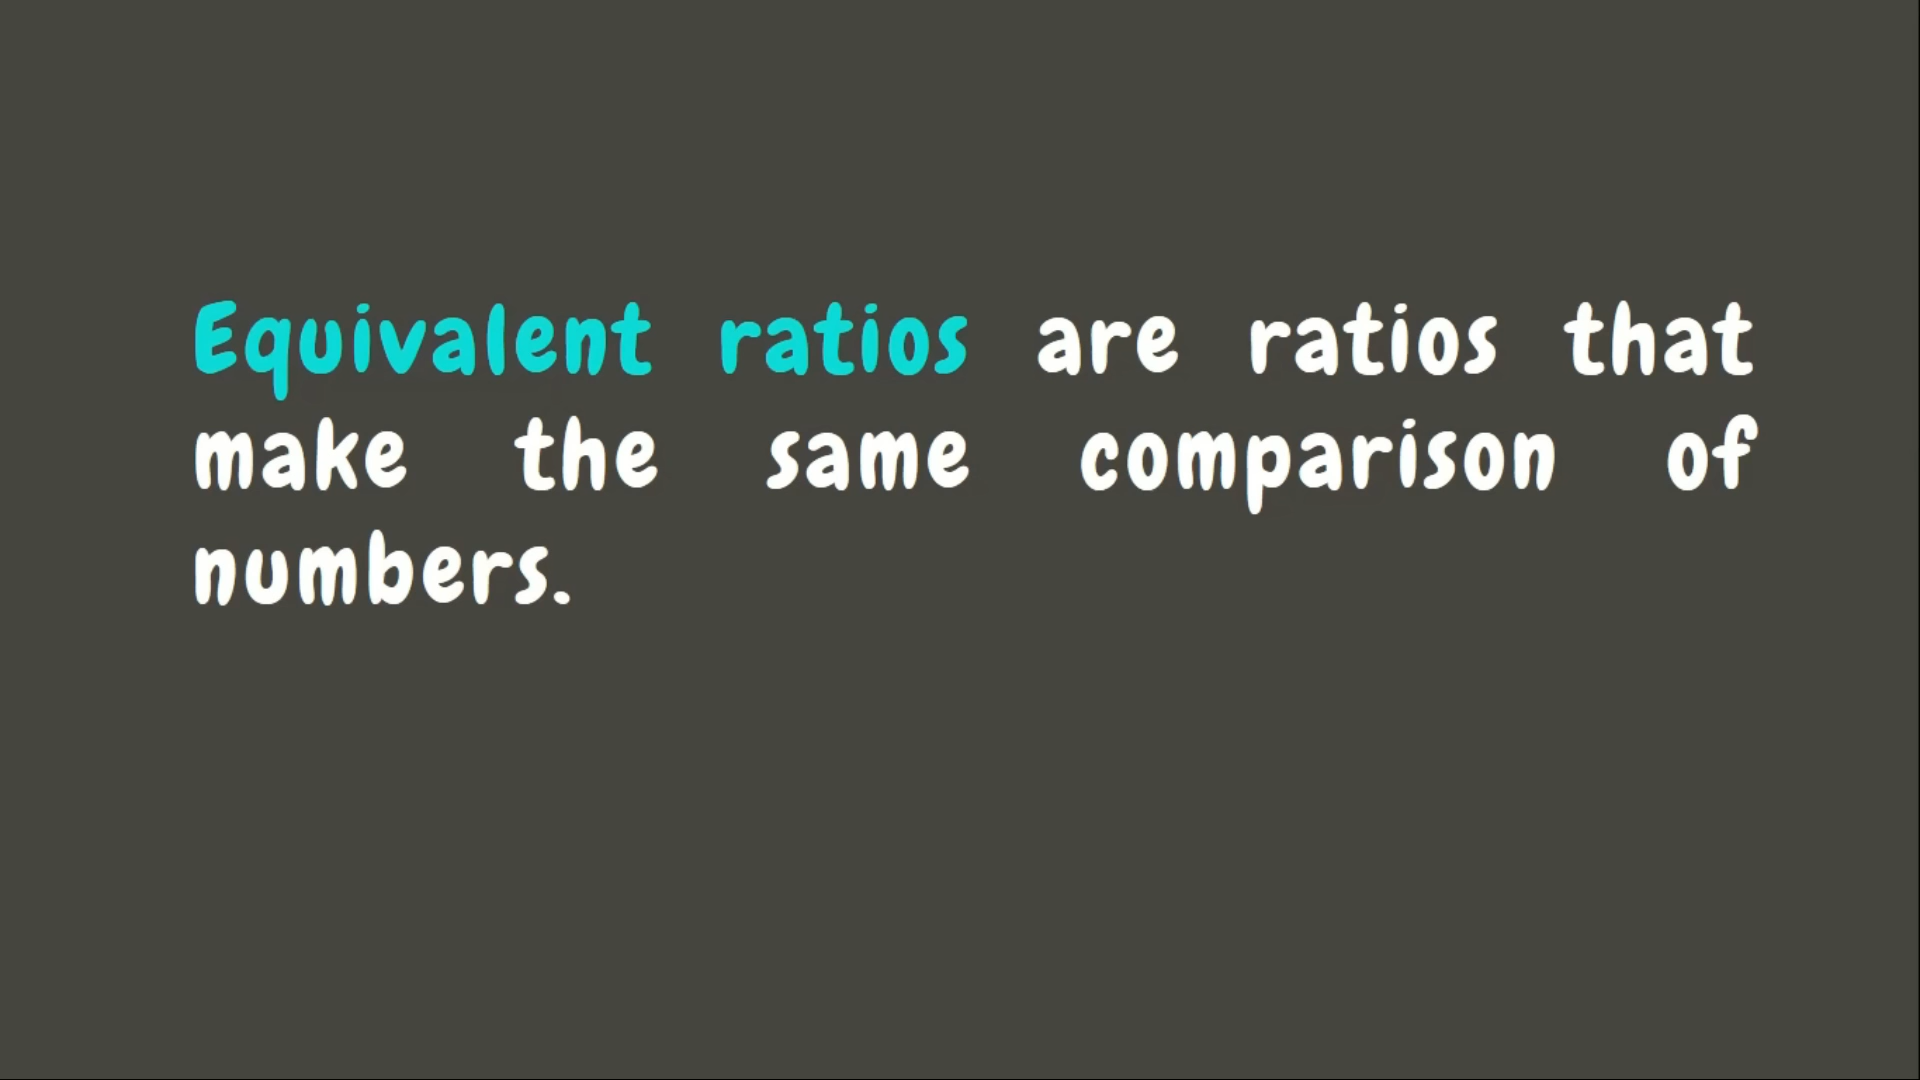 Equivalent ratios are ratios that
make the same comparison of
numbers.